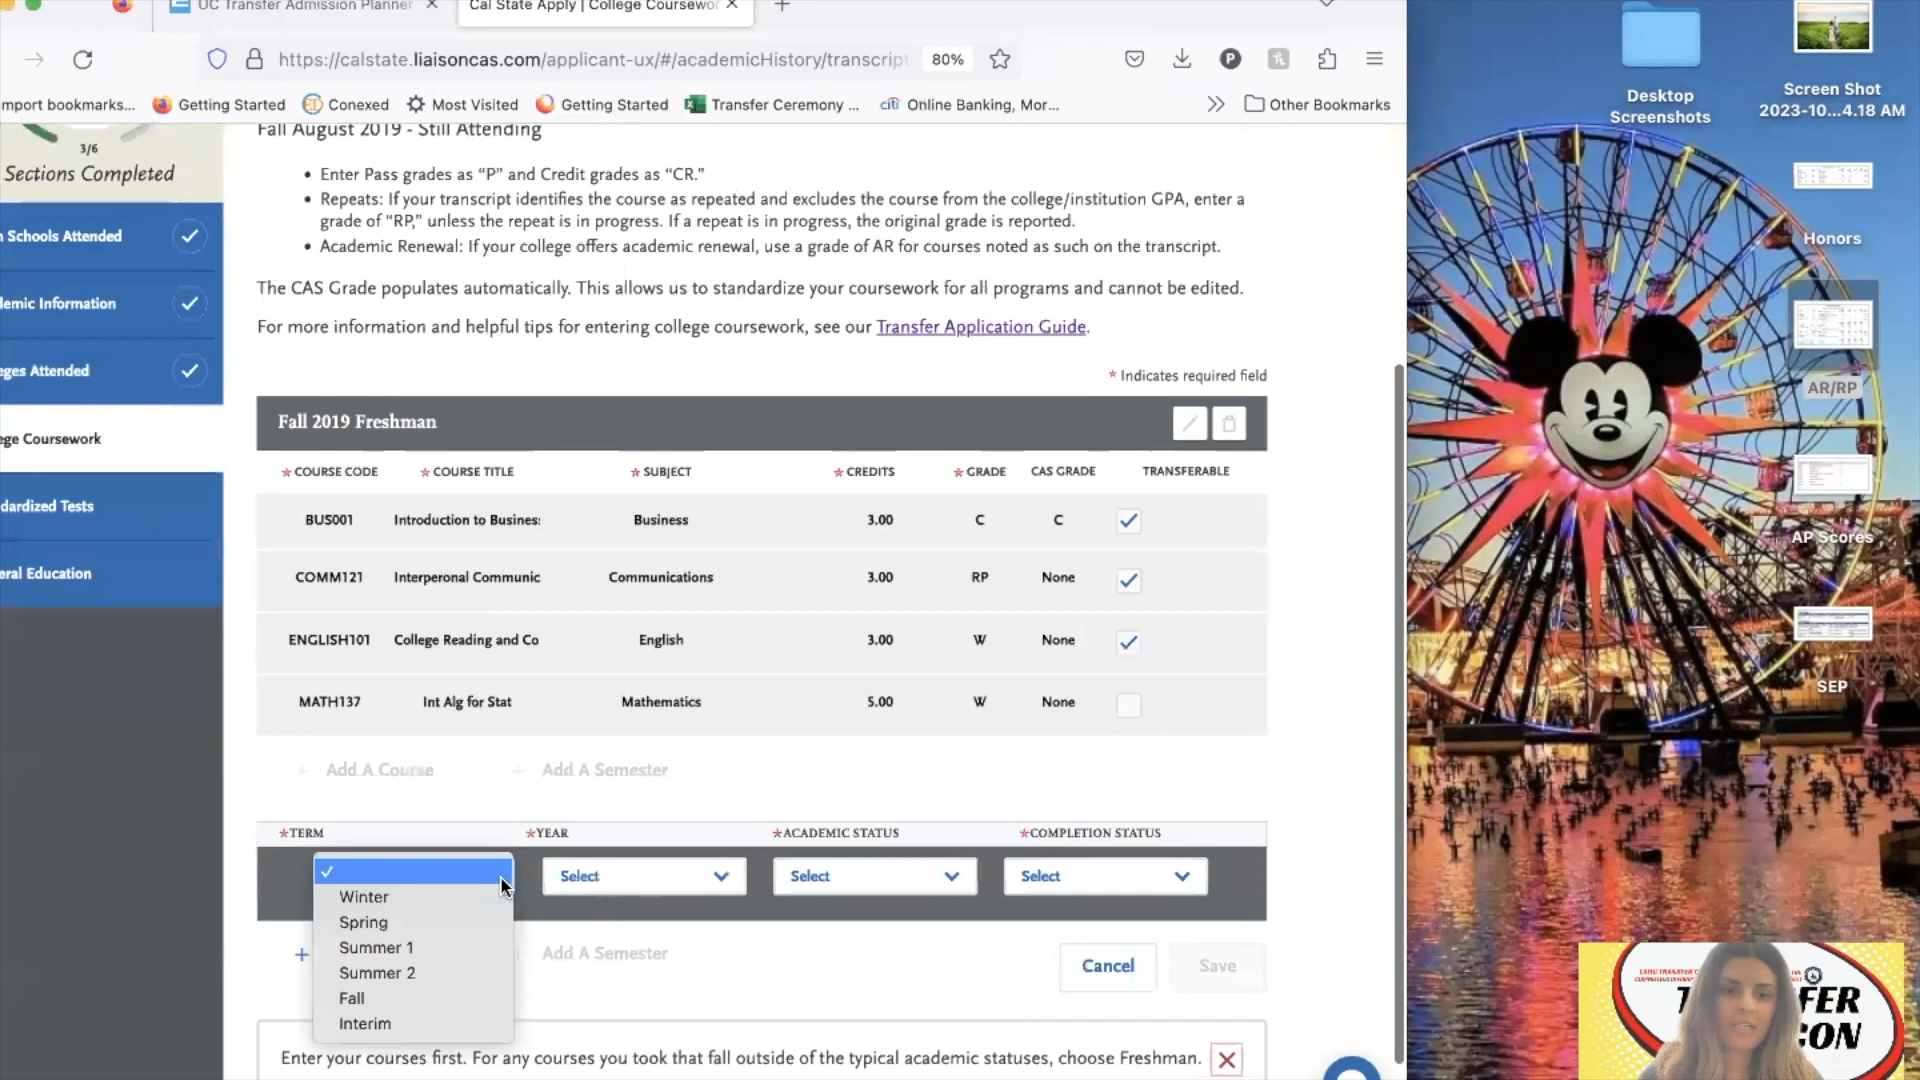 UC Transfer Admission Planner
Cal State Apply | College Coursewor
https://calstate.liaisoncas.com/applicant-ux/#/academicHistory/transcript
80%
P
mport bookmarks...
Getting Started
Conexed
Most Visited
Getting Started
Transfer Ceremony ...
citi
Online Banking, Mor...
Other Bookmarks
3/6
Sections Completed
n Schools Attended
lemic Information
eges Attended
ege Coursework
dardized Tests
eral Education
Fall August 2019 - Still Attending
• Enter Pass grades as “P” and Credit grades as “CR.”
• Repeats: If your transcript identifies the course as repeated and excludes the course from the college/institution GPA, enter a
grade of “RP,” unless the repeat is in progress. If a repeat is in progress, the original grade is reported.
• Academic Renewal: If your college offers academic renewal, use a grade of AR for courses noted as such on the transcript.
The CAS Grade populates automatically. This allows us to standardize your coursework for all programs and cannot be edited.
For more information and helpful tips for entering college coursework, see our Transfer Application Guide.
* Indicates required field
Fall 2019 Freshman
* COURSE CODE * COURSE TITLE * SUBJECT * CREDITS * GRADE CAS GRADE TRANSFERABLE
BUS001 Introduction to Busines: Business 3.00 C C
COMM121 Interperonal Communic Communications 3.00 RP None
ENGLISH101 College Reading and Co English 3.00 W None
MATH137 Int Alg for Stat Mathematics 5.00 W None
+ Add A Course + Add A Semester
*TERM *YEAR *ACADEMIC STATUS *COMPLETION STATUS
Select Select Select
Winter
Spring
Summer 1
Summer 2
Fall
Interim
+ Add A Semester
Cancel Save
Enter your courses first. For any courses you took that fall outside of the typical academic statuses, choose Freshman.
Desktop
Screenshots
Screen Shot
2023-10...4.18 AM
Honors
AR/RP
AP Scores
SEP